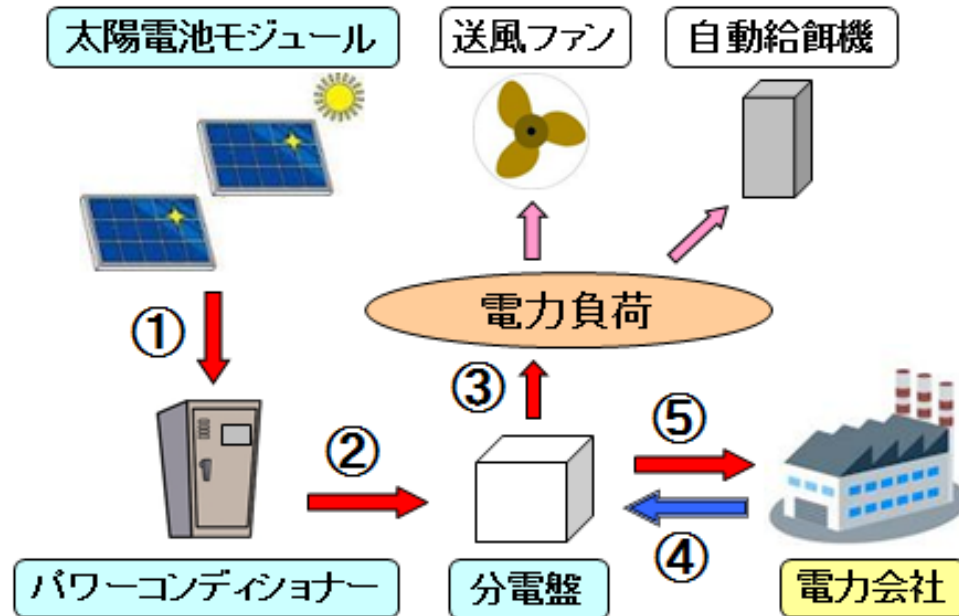 太陽電池モジュール
送風ファン
自動給餌機
電力負荷
①
②
③
⑤
④
パワーコンディショナー
分電盤
電力会社